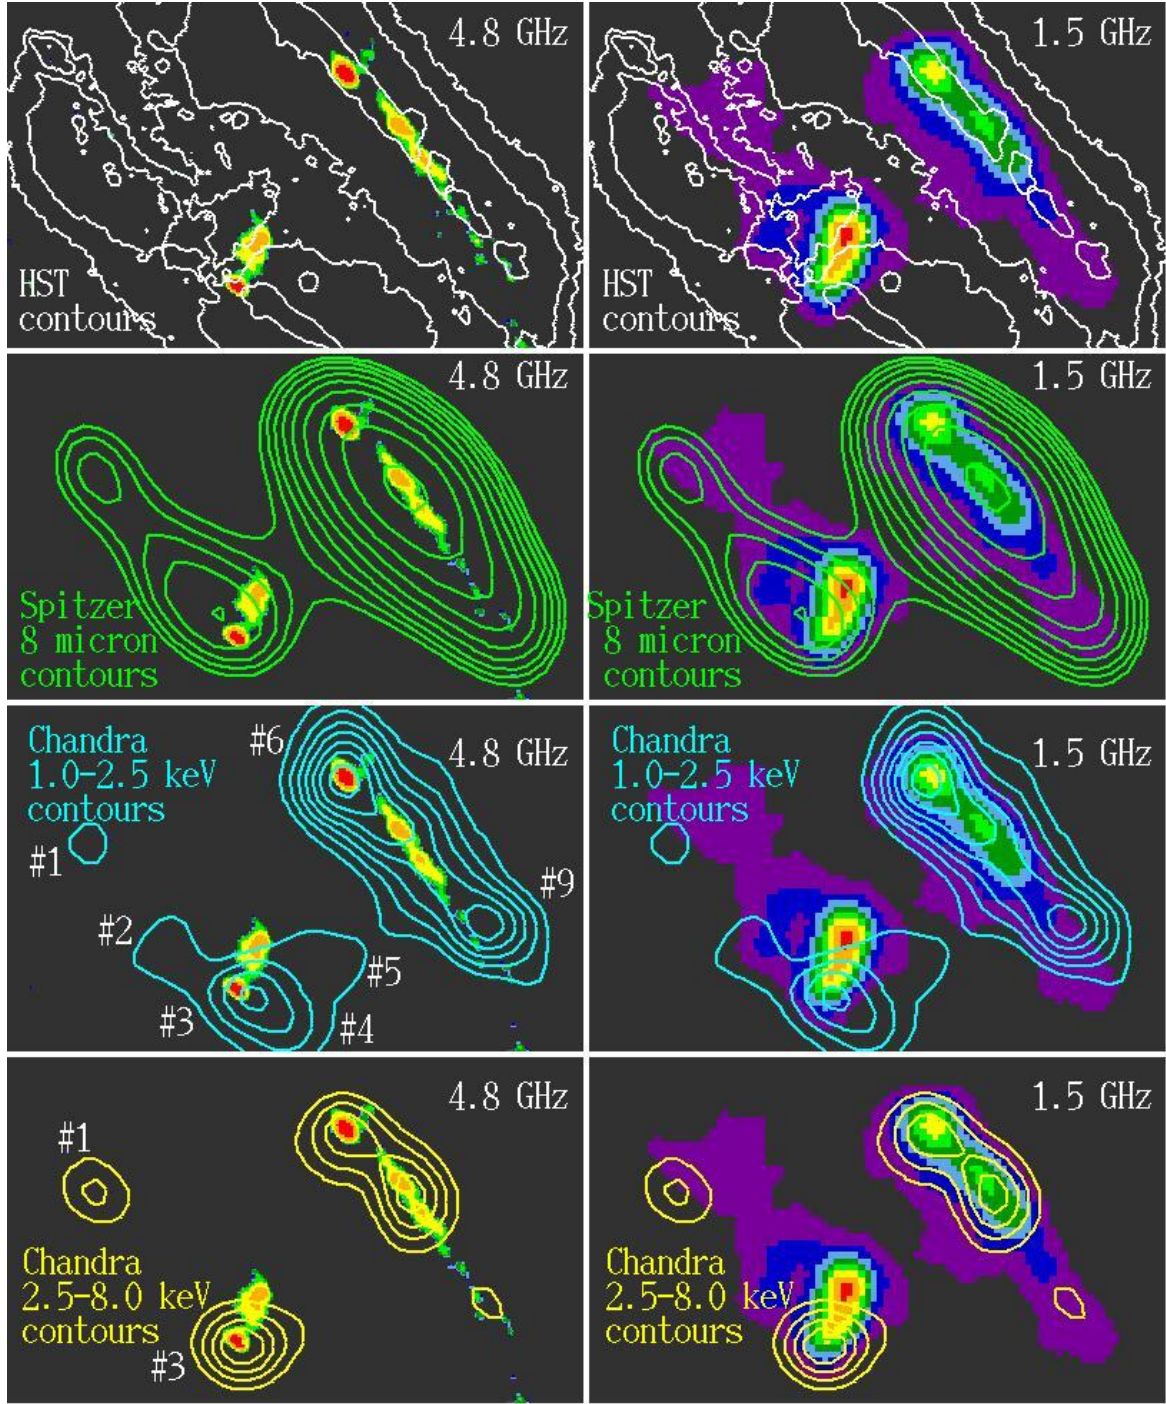 4.8 GHz
1.5 GHz
HST
contours
HST
contours
4.8 GHz
1.5 GHz
Spitzer
8 micron
contours
Spitzer
8 micron
contours
Chandra
1.0-2.5 keV
contours
#6
4.8 GHz
#1
#9
#2
#5
#3
#4
Chandra
1.0-2.5 keV
contours
1.5 GHz
4.8 GHz
#1
Chandra
2.5-8.0 keV
contours
#3
1.5 GHz
Chandra
2.5-8.0 keV
contours